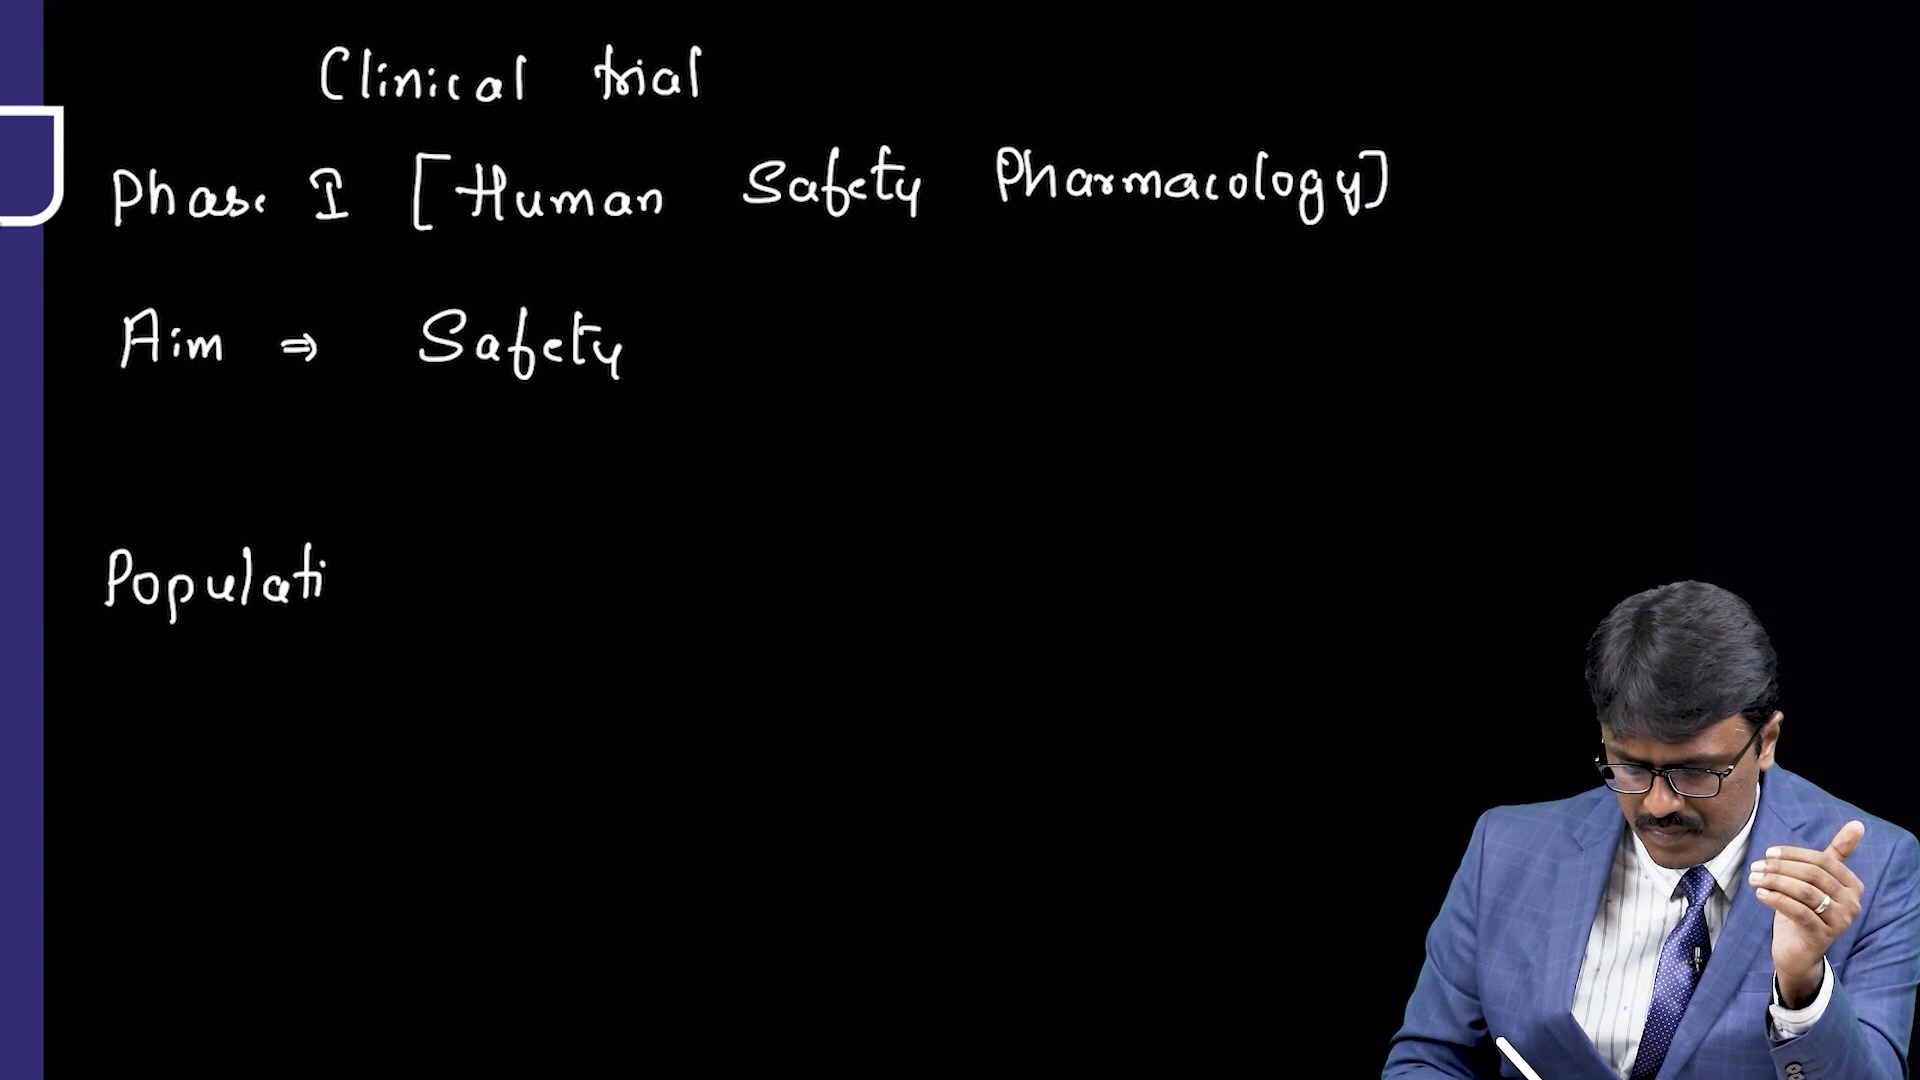 Clinical trial
Phase I [Human Safety Pharmacology]
Aim ⇒ Safety
Populati